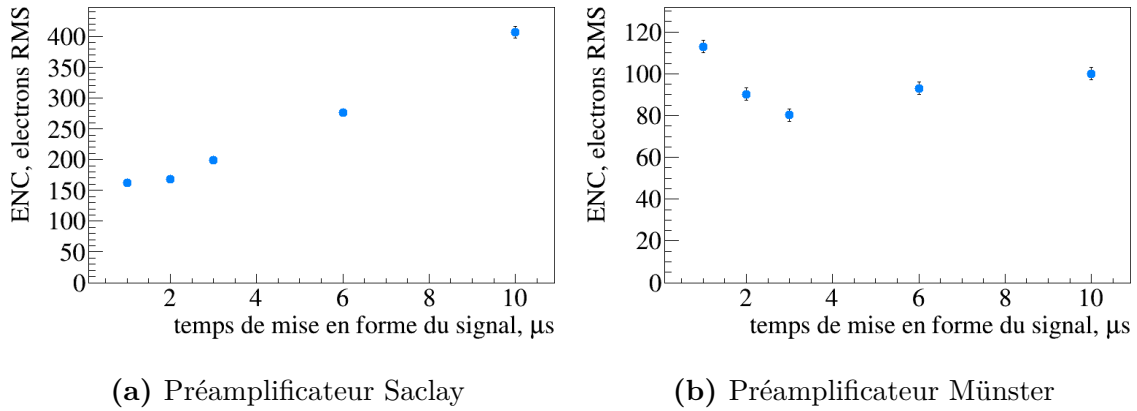 ENC, electrons RMS
400
350
300
250
200
150
100
50
0
2 4 6 8 10
temps de mise en forme du signal, μs
(a) Préamplificateur Saclay
ENC, electrons RMS
120
100
80
60
40
20
0
2 4 6 8 10
temps de mise en forme du signal, μs
(b) Préamplificateur Münster